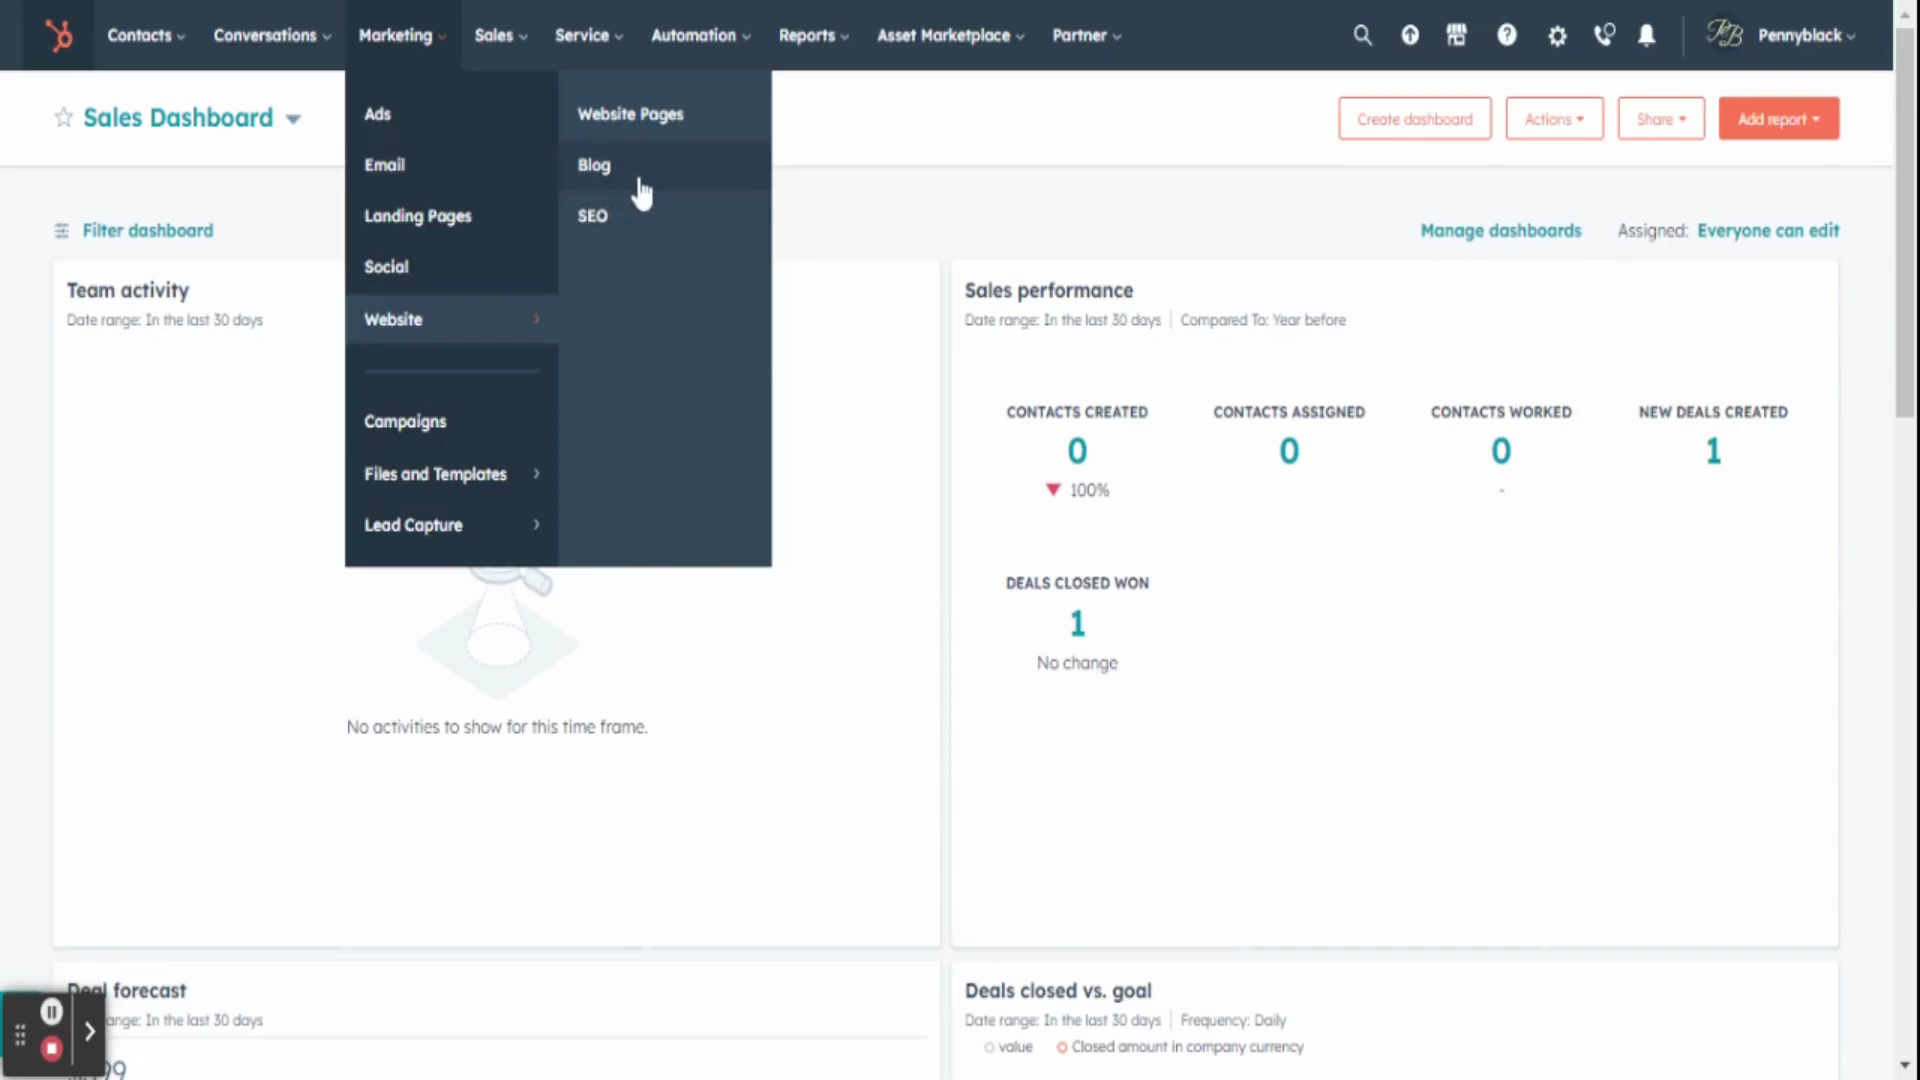 Contacts
Conversations
Marketing
Sales
Service
Automation
Reports
Asset Marketplace
Partner
Pennyblack
Sales Dashboard
Create dashboard
Actions
Share
Add report
Ads
Email
Landing Pages
Social
Website
Campaigns
Files and Templates
Lead Capture
Website Pages
Blog
SEO
Filter dashboard
Manage dashboards
Assigned: Everyone can edit
Team activity
Date range: In the last 30 days
No activities to show for this time frame.
Sales performance
Date range: In the last 30 days | Compared To: Year before
CONTACTS CREATED
0
100%
CONTACTS ASSIGNED
0
CONTACTS WORKED
0
-
NEW DEALS CREATED
1
DEALS CLOSED WON
1
No change
Deal forecast
ange: In the last 30 days
Deals closed vs. goal
Date range: In the last 30 days | Frequency: Daily
value
Closed amount in company currency